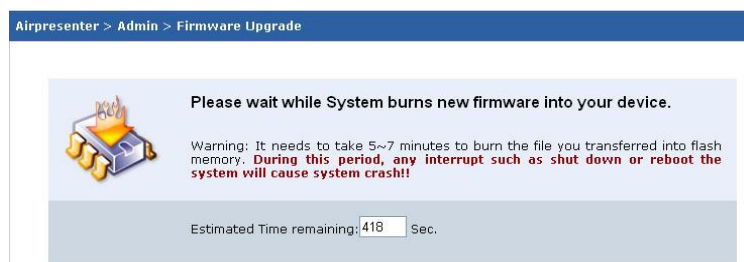 Airpresenter > Admin > Firmware Upgrade
Please wait while System burns new firmware into your device.
Warning: It needs to take 5~7 minutes to burn the file you transferred into flash
memory. During this period, any interrupt such as shut down or reboot the
system will cause system crash!!
Estimated Time remaining: 418 Sec.